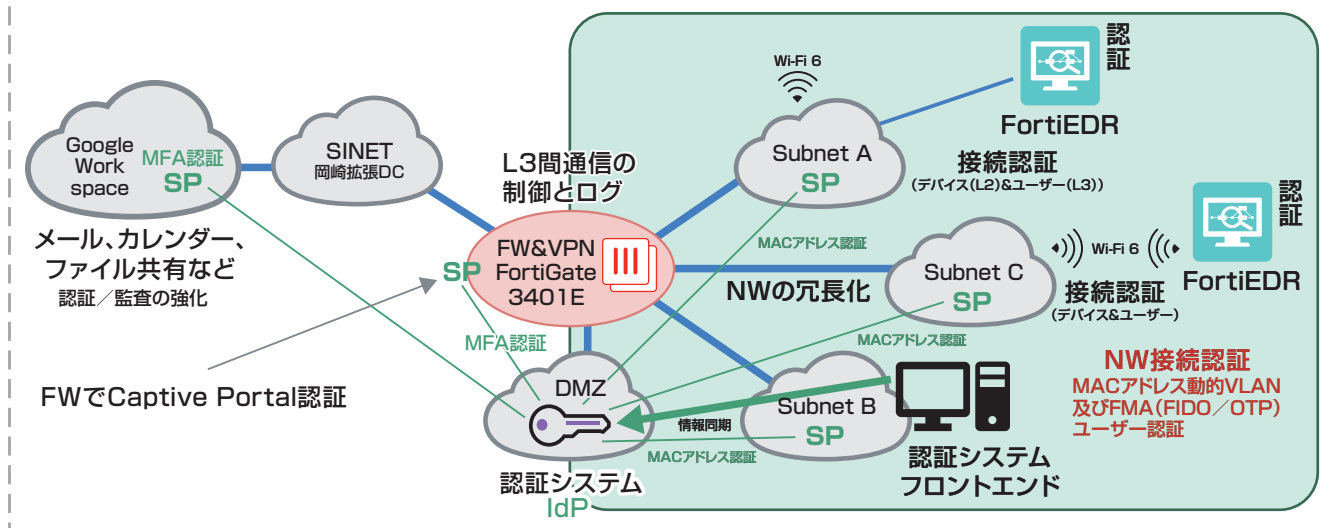 Google
Work
space
MFA認証
SP
メール、カレンダー、
ファイル共有など
認証／監査の強化
SINET
岡崎拡張DC
L3間通信の
制御とログ
SP
FW&VPN
FortiGate
3401E
MFA認証
FWでCaptive Portal認証
DMZ
認証システム
IdP
情報同期
MACアドレス認証
MACアドレス認証
MACアドレス認証
NWの冗長化
Wi-Fi 6
Subnet A
SP
認証
FortiEDR
接続認証
（デバイス（L2）&ユーザー（L3））
Subnet C
SP
Wi-Fi 6
認証
FortiEDR
接続認証
（デバイス&ユーザー）
Subnet B
SP
認証システム
フロントエンド
NW接続認証
MACアドレス動的VLAN
及びFMA（FIDO／OTP）
ユーザー認証